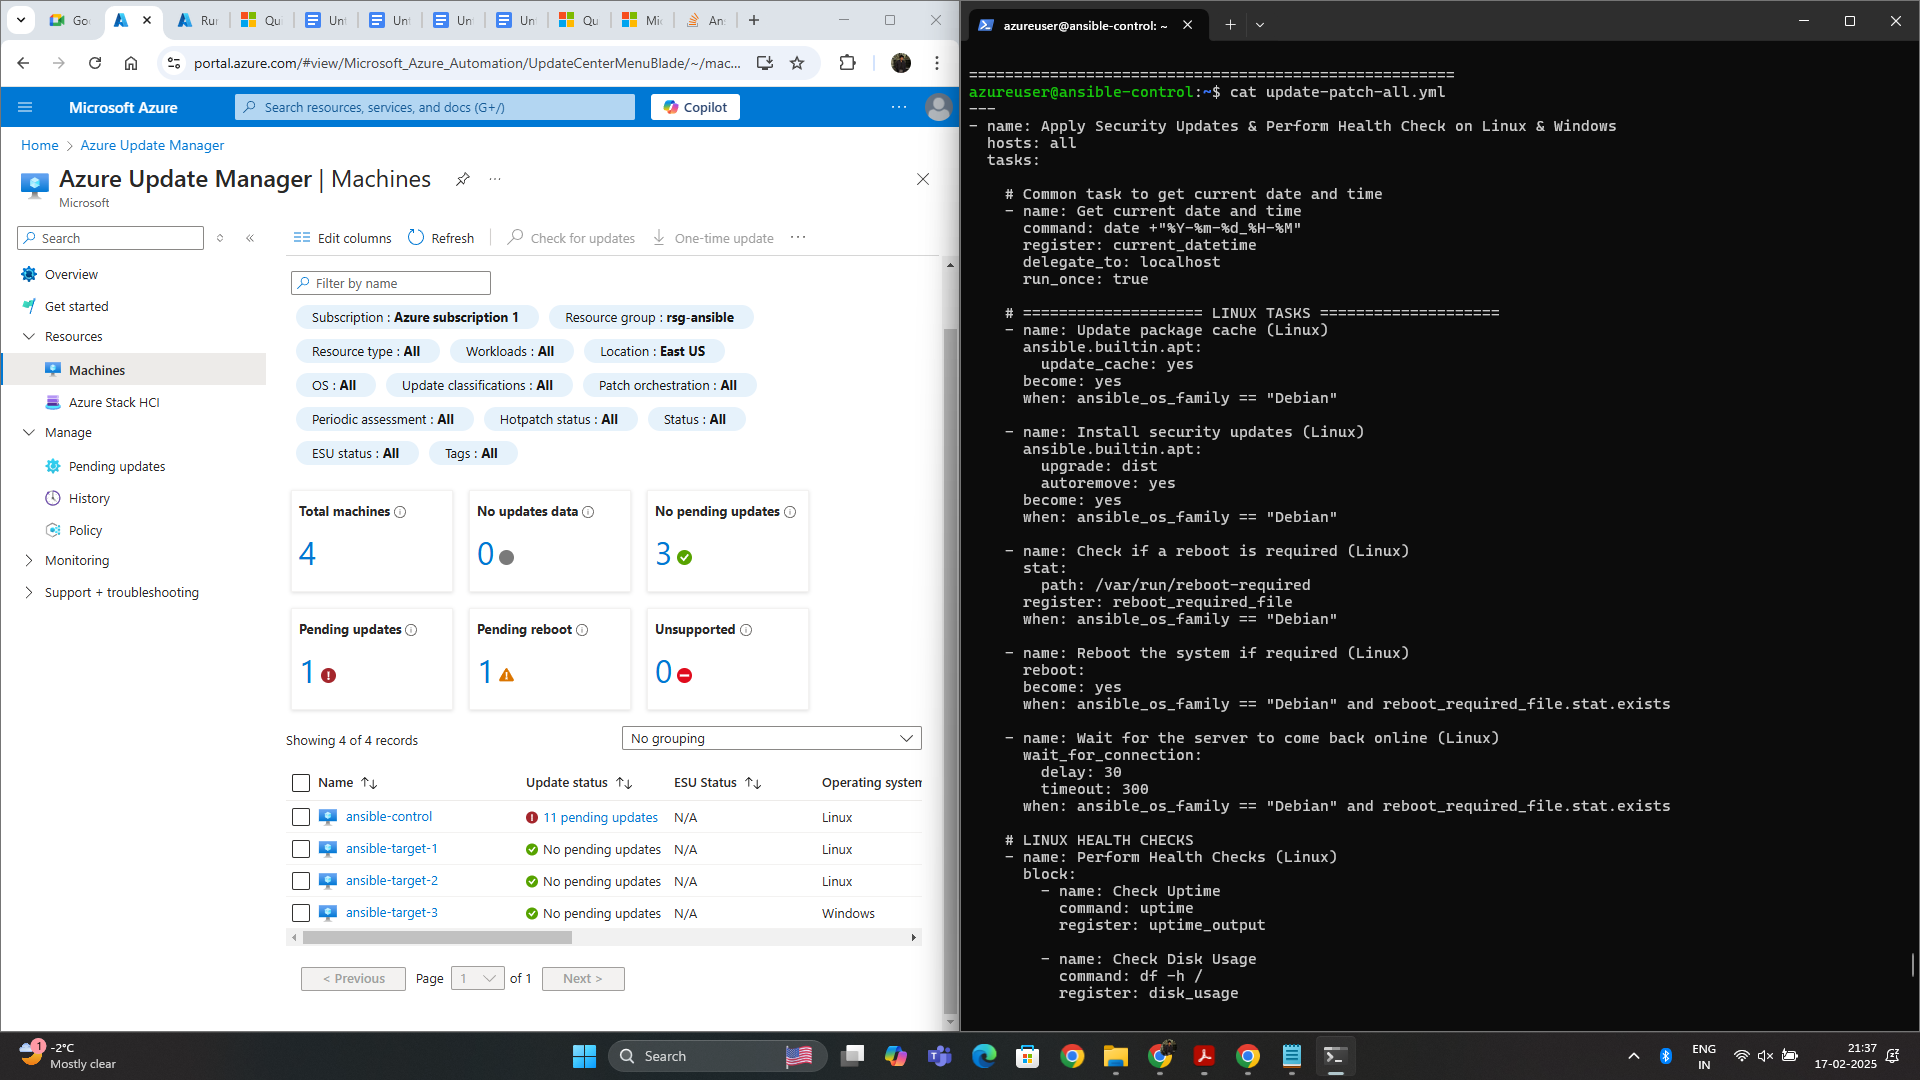 Go
Rur
Qui
Unt
Unt
Unt
Unt
Qu
Mic
Ans
portal.azure.com/#view/Microsoft_Azure_Automation/UpdateCenterMenuBlade/~/mac...
Microsoft Azure
Search resources, services, and docs (G+/)
Copilot
Home > Azure Update Manager
Azure Update Manager | Machines
Microsoft
Search
Overview
Get started
Resources
Machines
Azure Stack HCI
Manage
Pending updates
History
Policy
Monitoring
Support + troubleshooting
Edit columns
Refresh
Check for updates
One-time update
Filter by name
Subscription : Azure subscription 1
Resource group : rsg-ansible
Resource type : All
Workloads : All
Location : East US
OS : All
Update classifications : All
Patch orchestration : All
Periodic assessment : All
Hotpatch status : All
Status : All
ESU status : All
Tags : All
Total machines
4
No updates data
0
No pending updates
3
Pending updates
1
Pending reboot
1
Unsupported
0
Showing 4 of 4 records
No grouping
Name ↑↓ Update status ↑↓ ESU Status ↑↓ Operating system
ansible-control 11 pending updates N/A Linux
ansible-target-1 No pending updates N/A Linux
ansible-target-2 No pending updates N/A Linux
ansible-target-3 No pending updates N/A Windows
< Previous Page 1 of 1 Next >
azureuser@ansible-control: ~
======================================================
azureuser@ansible-control:~$ cat update-patch-all.yml
---
- name: Apply Security Updates & Perform Health Check on Linux & Windows
  hosts: all
  tasks:

    # Common task to get current date and time
    - name: Get current date and time
      command: date +"%Y-%m-%d_%H-%M"
      register: current_datetime
      delegate_to: localhost
      run_once: true

    # ==================== LINUX TASKS ====================
    - name: Update package cache (Linux)
      ansible.builtin.apt:
        update_cache: yes
      become: yes
      when: ansible_os_family == "Debian"

    - name: Install security updates (Linux)
      ansible.builtin.apt:
        upgrade: dist
        autoremove: yes
      become: yes
      when: ansible_os_family == "Debian"

    - name: Check if a reboot is required (Linux)
      stat:
        path: /var/run/reboot-required
      register: reboot_required_file
      when: ansible_os_family == "Debian"

    - name: Reboot the system if required (Linux)
      reboot:
      become: yes
      when: ansible_os_family == "Debian" and reboot_required_file.stat.exists

    - name: Wait for the server to come back online (Linux)
      wait_for_connection:
        delay: 30
        timeout: 300
      when: ansible_os_family == "Debian" and reboot_required_file.stat.exists

    # LINUX HEALTH CHECKS
    - name: Perform Health Checks (Linux)
      block:
        - name: Check Uptime
          command: uptime
          register: uptime_output

        - name: Check Disk Usage
          command: df -h /
          register: disk_usage
1
-2°C
Mostly clear
Search
ENG
IN
21:37
17-02-2025